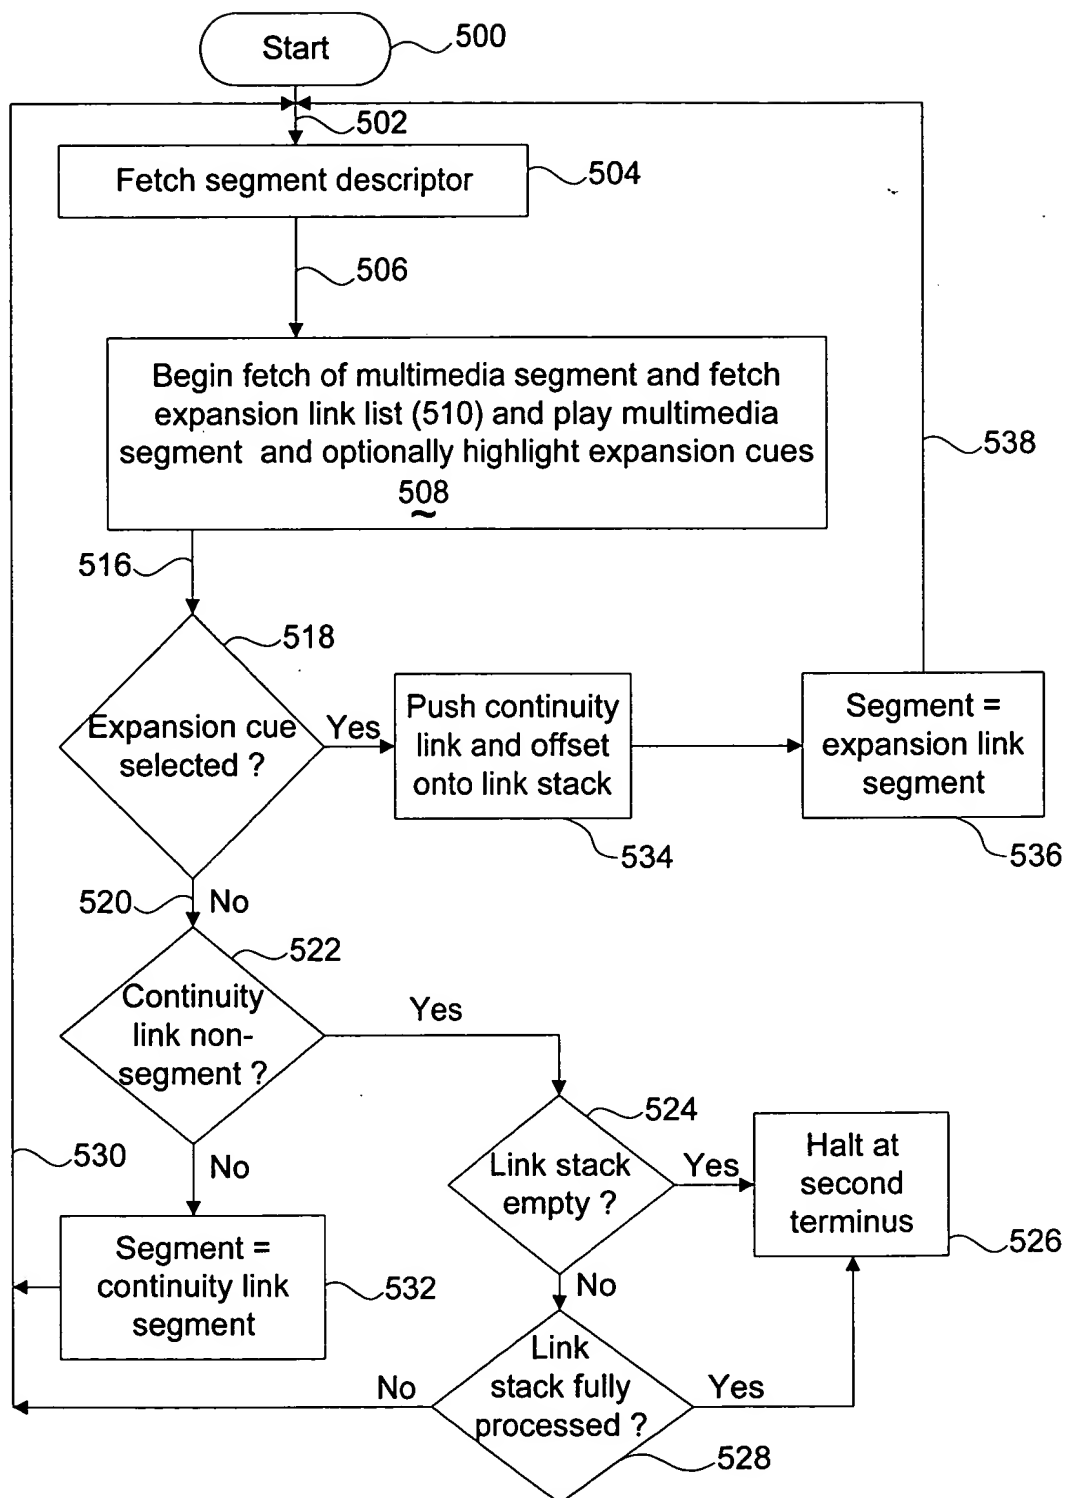 Start
500
502
Fetch segment descriptor
504
506
Begin fetch of multimedia segment and fetch
expansion link list (510) and play multimedia
segment and optionally highlight expansion cues
508
538
516
518
Expansion cue
selected ?
Yes
Push continuity
link and offset
onto link stack
534
Segment =
expansion link
segment
536
520
No
522
Continuity
link non-
segment ?
Yes
524
Link stack
empty ?
Yes
Halt at
second
terminus
526
530
No
Segment =
continuity link
segment
532
No
Link
stack fully
processed ?
No
Yes
528